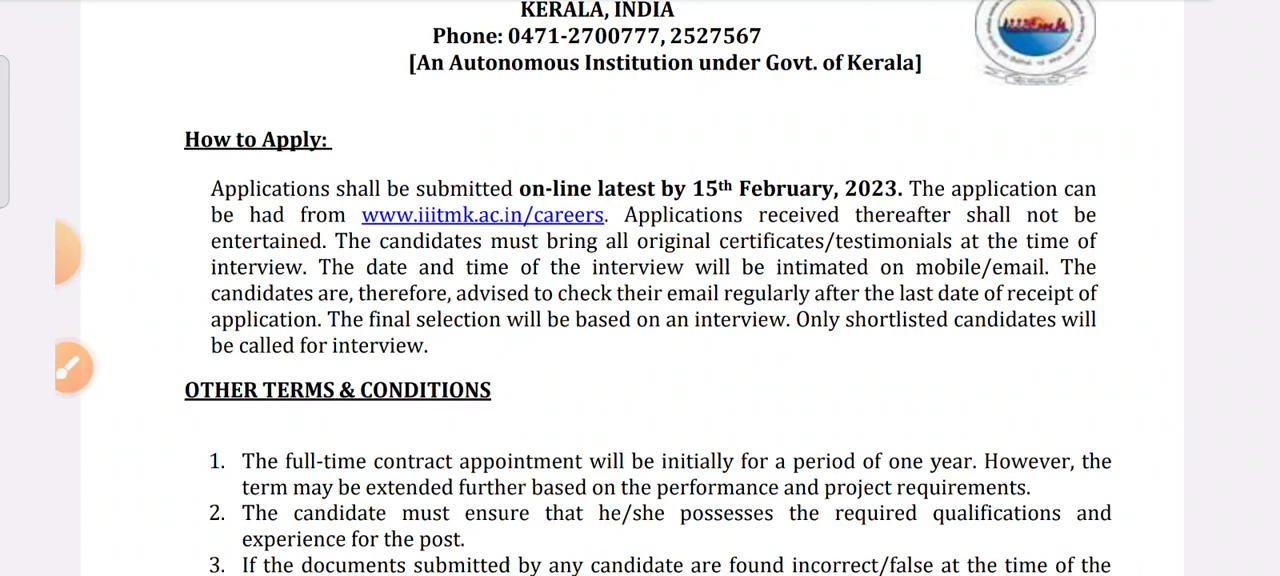 KERALA, INDIA
Phone: 0471-2700777, 2527567
[An Autonomous Institution under Govt. of Kerala]
How to Apply:
Applications shall be submitted on-line latest by 15th February, 2023. The application can
be had from www.iiitmk.ac.in/careers. Applications received thereafter shall not be
entertained. The candidates must bring all original certificates/testimonials at the time of
interview. The date and time of the interview will be intimated on mobile/email. The
candidates are, therefore, advised to check their email regularly after the last date of receipt of
application. The final selection will be based on an interview. Only shortlisted candidates will
be called for interview.
OTHER TERMS & CONDITIONS
1. The full-time contract appointment will be initially for a period of one year. However, the
term may be extended further based on the performance and project requirements.
2. The candidate must ensure that he/she possesses the required qualifications and
experience for the post.
3. If the documents submitted by any candidate are found incorrect/false at the time of the